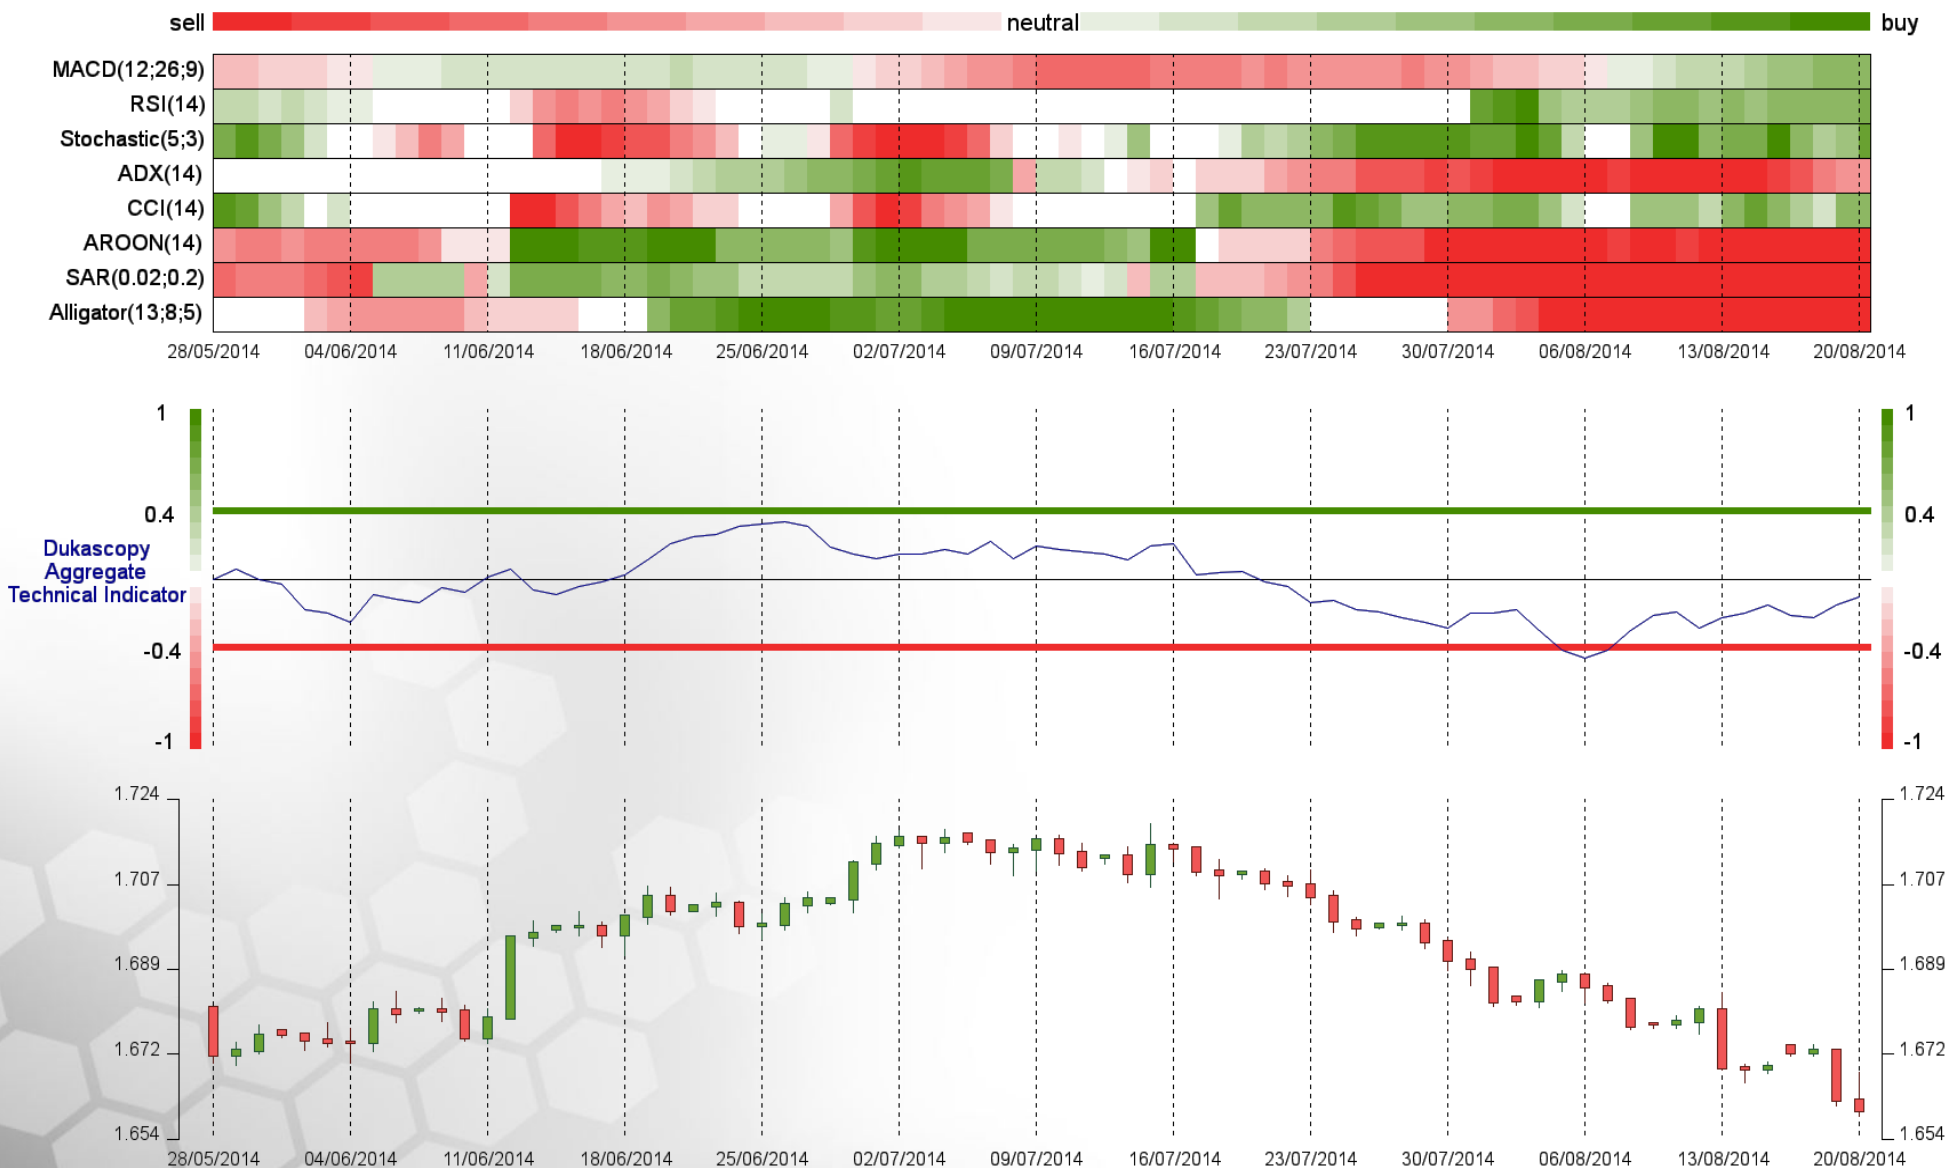 sell neutral buy
MACD(12;26;9)
RSI(14)
Stochastic(5;3)
ADX(14)
CCI(14)
AROON(14)
SAR(0.02;0.2)
Alligator(13;8;5)
28/05/2014 04/06/2014 11/06/2014 18/06/2014 25/06/2014 02/07/2014 09/07/2014 16/07/2014 23/07/2014 30/07/2014 06/08/2014 13/08/2014 20/08/2014
1 1
0.4 0.4
Dukascopy
Aggregate
Technical Indicator
-0.4 -0.4
-1 -1
1.724 1.724
1.707 1.707
1.689 1.689
1.672 1.672
1.654 1.654
28/05/2014 04/06/2014 11/06/2014 18/06/2014 25/06/2014 02/07/2014 09/07/2014 16/07/2014 23/07/2014 30/07/2014 06/08/2014 13/08/2014 20/08/2014